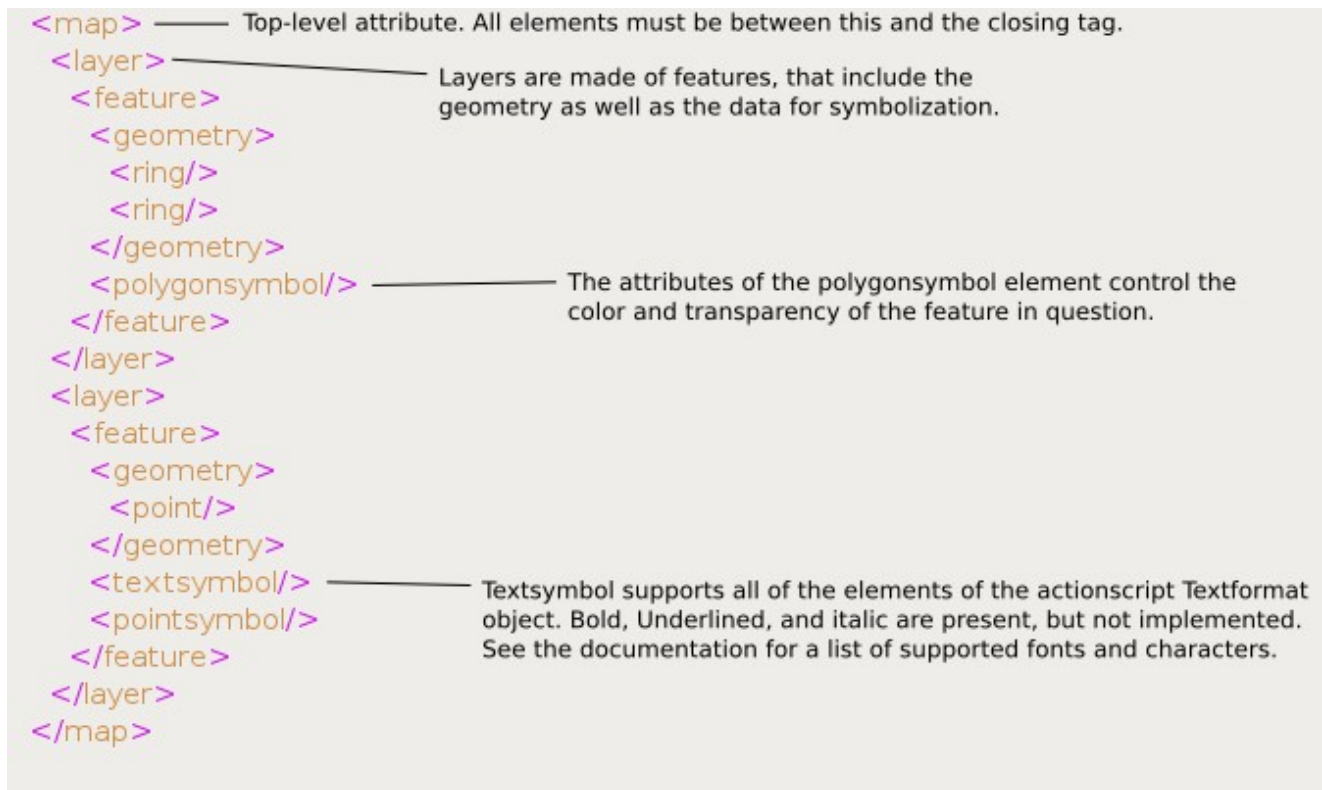 <map> Top-level attribute. All elements must be between this and the closing tag.
<layer>
Layers are made of features, that include the
geometry as well as the data for symbolization.
<feature>
<geometry>
<ring/>
<ring/>
</geometry>
<polygonsymbol/>
The attributes of the polygonsymbol element control the
color and transparency of the feature in question.
</feature>
</layer>
<layer>
<feature>
<geometry>
<point/>
</geometry>
<textsymbol/>
Textsymbol supports all of the elements of the actionscript Textformat
object. Bold, Underlined, and italic are present, but not implemented.
See the documentation for a list of supported fonts and characters.
<pointsymbol/>
</feature>
</layer>
</map>